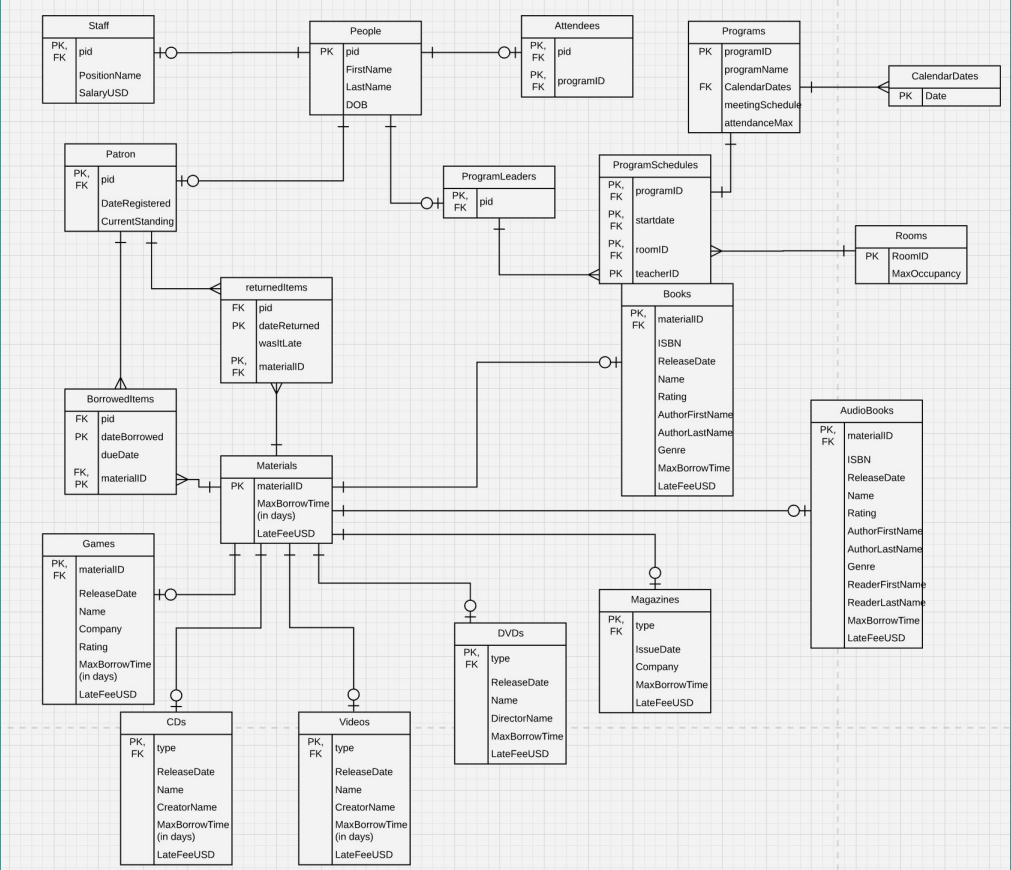 Staff
PK, FK pid
PositionName
SalaryUSD
People
PK pid
FirstName
LastName
DOB
Attendees
PK, FK pid
PK, FK programID
Programs
PK programID
programName
FK CalendarDates
meetingSchedule
attendanceMax
CalendarDates
PK Date
Patron
PK, FK pid
DateRegistered
CurrentStanding
ProgramLeaders
PK, FK pid
ProgramSchedules
PK, FK programID
PK, FK startdate
PK, FK roomID
PK teacherID
Rooms
PK RoomID
MaxOccupancy
returnedItems
FK pid
PK dateReturned
wasItLate
PK, FK materialID
Books
PK, FK materialID
ISBN
ReleaseDate
Name
Rating
AuthorFirstName
AuthorLastName
Genre
MaxBorrowTime
LateFeeUSD
BorrowedItems
FK pid
PK dateBorrowed
dueDate
FK, PK materialID
AudioBooks
PK, FK materialID
ISBN
ReleaseDate
Name
Rating
AuthorFirstName
AuthorLastName
Genre
ReaderFirstName
ReaderLastName
MaxBorrowTime
LateFeeUSD
Materials
PK materialID
MaxBorrowTime
(in days)
LateFeeUSD
Games
PK, FK materialID
ReleaseDate
Name
Company
Rating
MaxBorrowTime
(in days)
LateFeeUSD
Magazines
PK, FK type
IssueDate
Company
MaxBorrowTime
LateFeeUSD
DVDs
PK, FK type
ReleaseDate
Name
DirectorName
MaxBorrowTime
LateFeeUSD
CDs
PK, FK type
ReleaseDate
Name
CreatorName
MaxBorrowTime
(in days)
LateFeeUSD
Videos
PK, FK type
ReleaseDate
Name
CreatorName
MaxBorrowTime
(in days)
LateFeeUSD